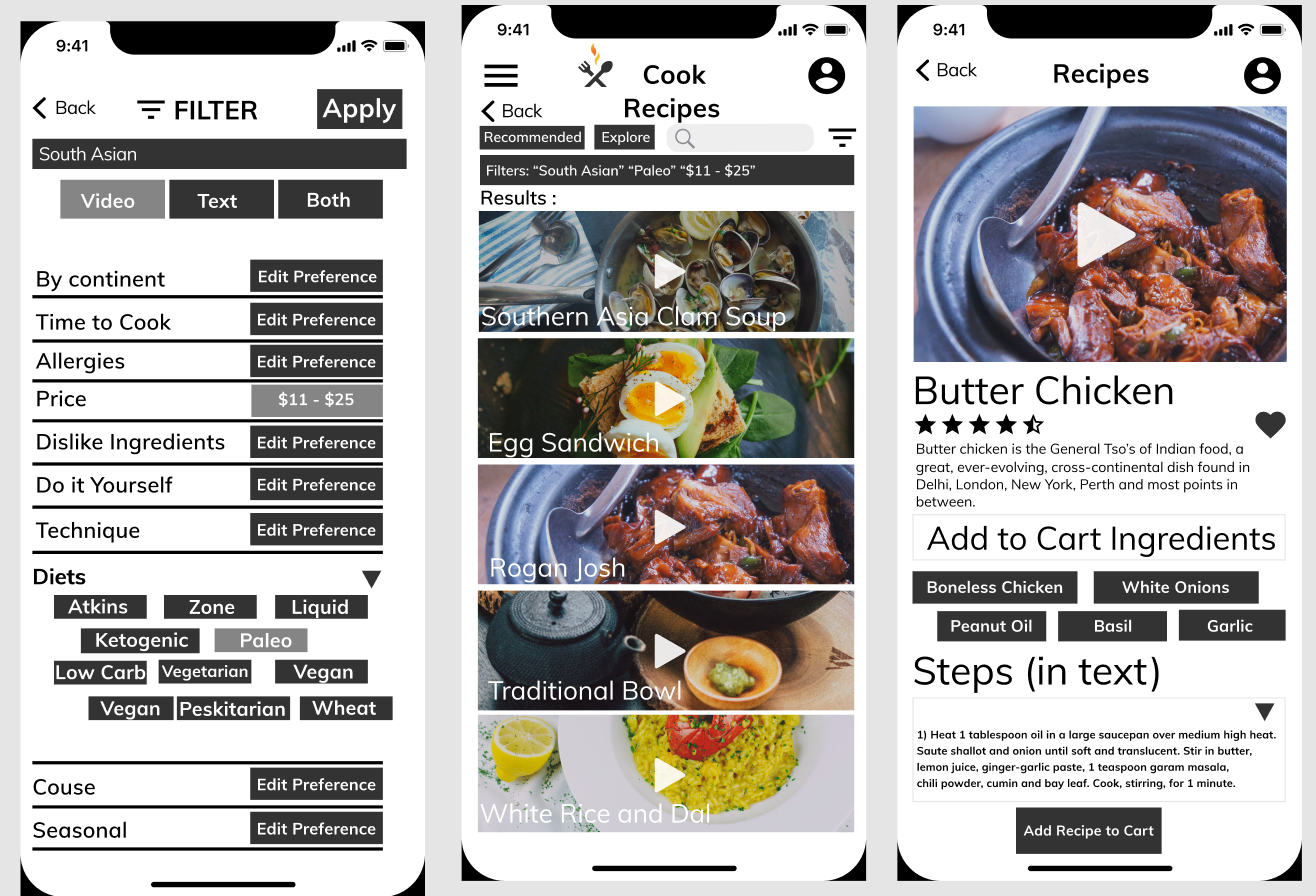 9:41
Back
FILTER
Apply
South Asian
Video
Text
Both
By continent
Edit Preference
Time to Cook
Edit Preference
Allergies
Edit Preference
Price
$11 - $25
Dislike Ingredients
Edit Preference
Do it Yourself
Edit Preference
Technique
Edit Preference
Diets
Atkins
Zone
Liquid
Ketogenic
Paleo
Low Carb
Vegetarian
Vegan
Vegan
Peskitarian
Wheat
Couse
Edit Preference
Seasonal
Edit Preference
9:41
Cook
Recipes
Back
Recommended
Explore
Filters: “South Asian” “Paleo” “$11 - $25”
Results :
Southern Asia Clam Soup
Egg Sandwich
Rogan Josh
Traditional Bowl
White Rice and Dal
9:41
Back
Recipes
Butter Chicken
Butter chicken is the General Tso’s of Indian food, a
great, ever-evolving, cross-continental dish found in
Delhi, London, New York, Perth and most points in
between.
Add to Cart Ingredients
Boneless Chicken
White Onions
Peanut Oil
Basil
Garlic
Steps (in text)
1) Heat 1 tablespoon oil in a large saucepan over medium high heat.
Saute shallot and onion until soft and translucent. Stir in butter,
lemon juice, ginger-garlic paste, 1 teaspoon garam masala,
chili powder, cumin and bay leaf. Cook, stirring, for 1 minute.
Add Recipe to Cart